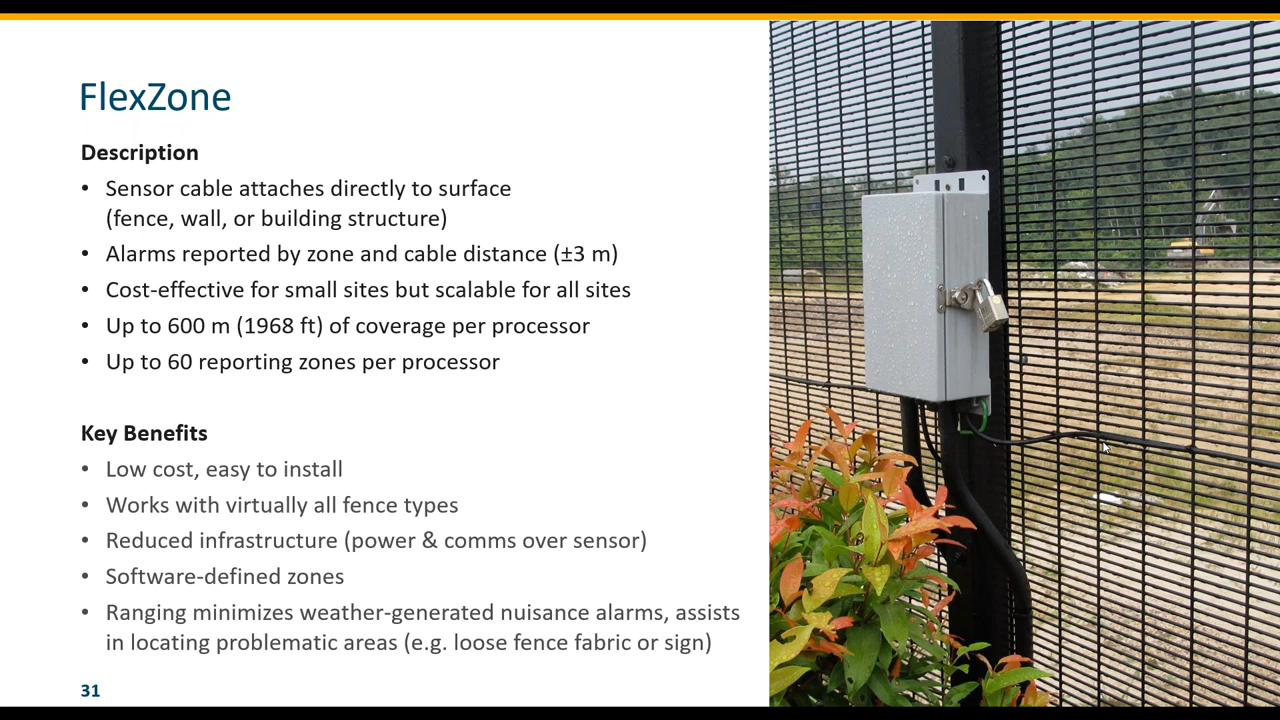 FlexZone
Description
• Sensor cable attaches directly to surface
(fence, wall, or building structure)
• Alarms reported by zone and cable distance (±3 m)
• Cost-effective for small sites but scalable for all sites
• Up to 600 m (1968 ft) of coverage per processor
• Up to 60 reporting zones per processor
Key Benefits
• Low cost, easy to install
• Works with virtually all fence types
• Reduced infrastructure (power & comms over sensor)
• Software-defined zones
• Ranging minimizes weather-generated nuisance alarms, assists
in locating problematic areas (e.g. loose fence fabric or sign)
31